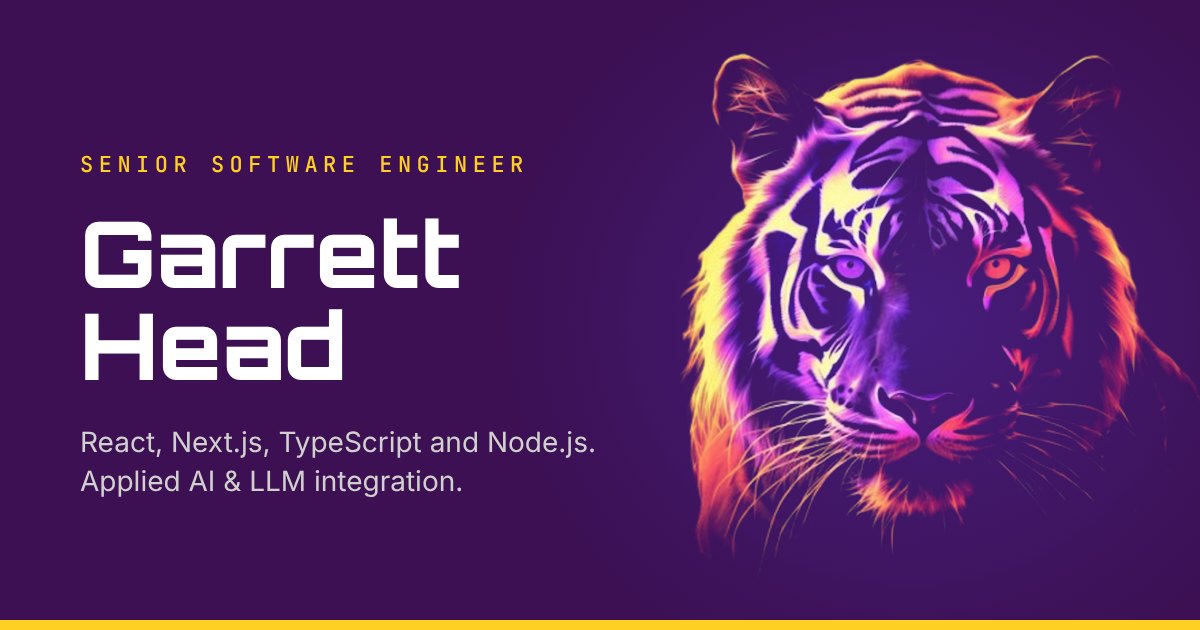 SENIOR SOFTWARE ENGINEER
Garrett
Head
React, Next.js, TypeScript and Node.js.
Applied AI & LLM integration.